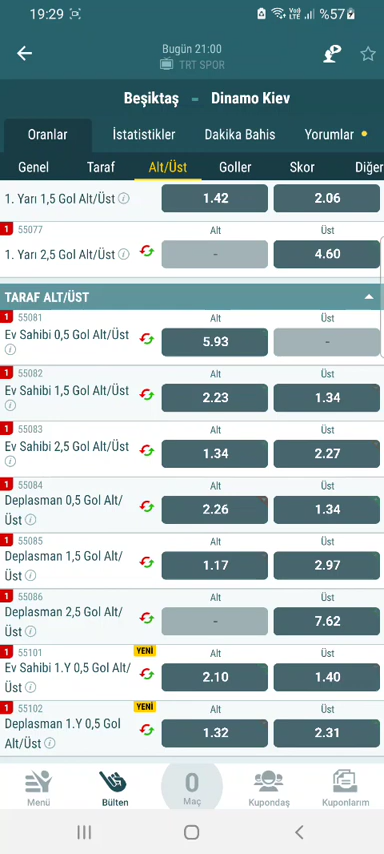 19:29 Vo)) LTE %57
Bugün 21:00
TRT SPOR
Beşiktaş - Dinamo Kiev
Oranlar İstatistikler Dakika Bahis Yorumlar
Genel Taraf Alt/Üst Goller Skor Diğer
1. Yarı 1,5 Gol Alt/Üst 1.42 2.06
1 55077 Alt Üst
1. Yarı 2,5 Gol Alt/Üst - 4.60
TARAF ALT/ÜST
1 55081 Alt Üst
Ev Sahibi 0,5 Gol Alt/Üst 5.93 -
1 55082 Alt Üst
Ev Sahibi 1,5 Gol Alt/Üst 2.23 1.34
1 55083 Alt Üst
Ev Sahibi 2,5 Gol Alt/Üst 1.34 2.27
1 55084 Alt Üst
Deplasman 0,5 Gol Alt/
Üst 2.26 1.34
1 55085 Alt Üst
Deplasman 1,5 Gol Alt/
Üst 1.17 2.97
1 55086 Alt Üst
Deplasman 2,5 Gol Alt/
Üst - 7.62
1 55101 YENİ Alt Üst
Ev Sahibi 1.Y 0,5 Gol Alt/
Üst 2.10 1.40
1 55102 YENİ Alt Üst
Deplasman 1.Y 0,5 Gol
Alt/Üst 1.32 2.31
0
Menü Bülten Maç Kupondaş Kuponlarım